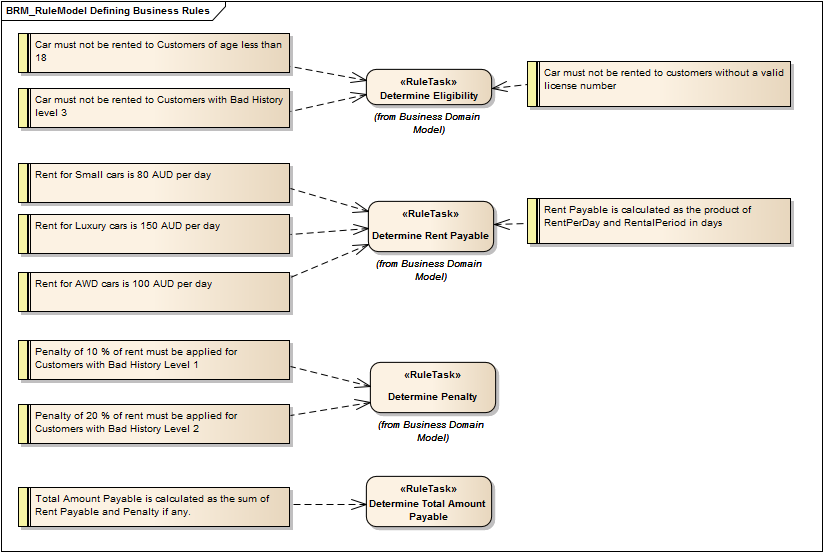 BRM_RuleModel Defining Business Rules
Car must not be rented to Customers of age less than
18
Car must not be rented to Customers with Bad History
level 3
«RuleTask»
Determine Eligibility
(from Business Domain
Model)
Car must not be rented to customers without a valid
license number
Rent for Small cars is 80 AUD per day
Rent for Luxury cars is 150 AUD per day
Rent for AWD cars is 100 AUD per day
«RuleTask»
Determine Rent Payable
(from Business Domain
Model)
Rent Payable is calculated as the product of
RentPerDay and RentalPeriod in days
Penalty of 10 % of rent must be applied for
Customers with Bad History Level 1
Penalty of 20 % of rent must be applied for
Customers with Bad History Level 2
«RuleTask»
Determine Penalty
(from Business Domain
Model)
Total Amount Payable is calculated as the sum of
Rent Payable and Penalty if any.
«RuleTask»
Determine Total Amount
Payable